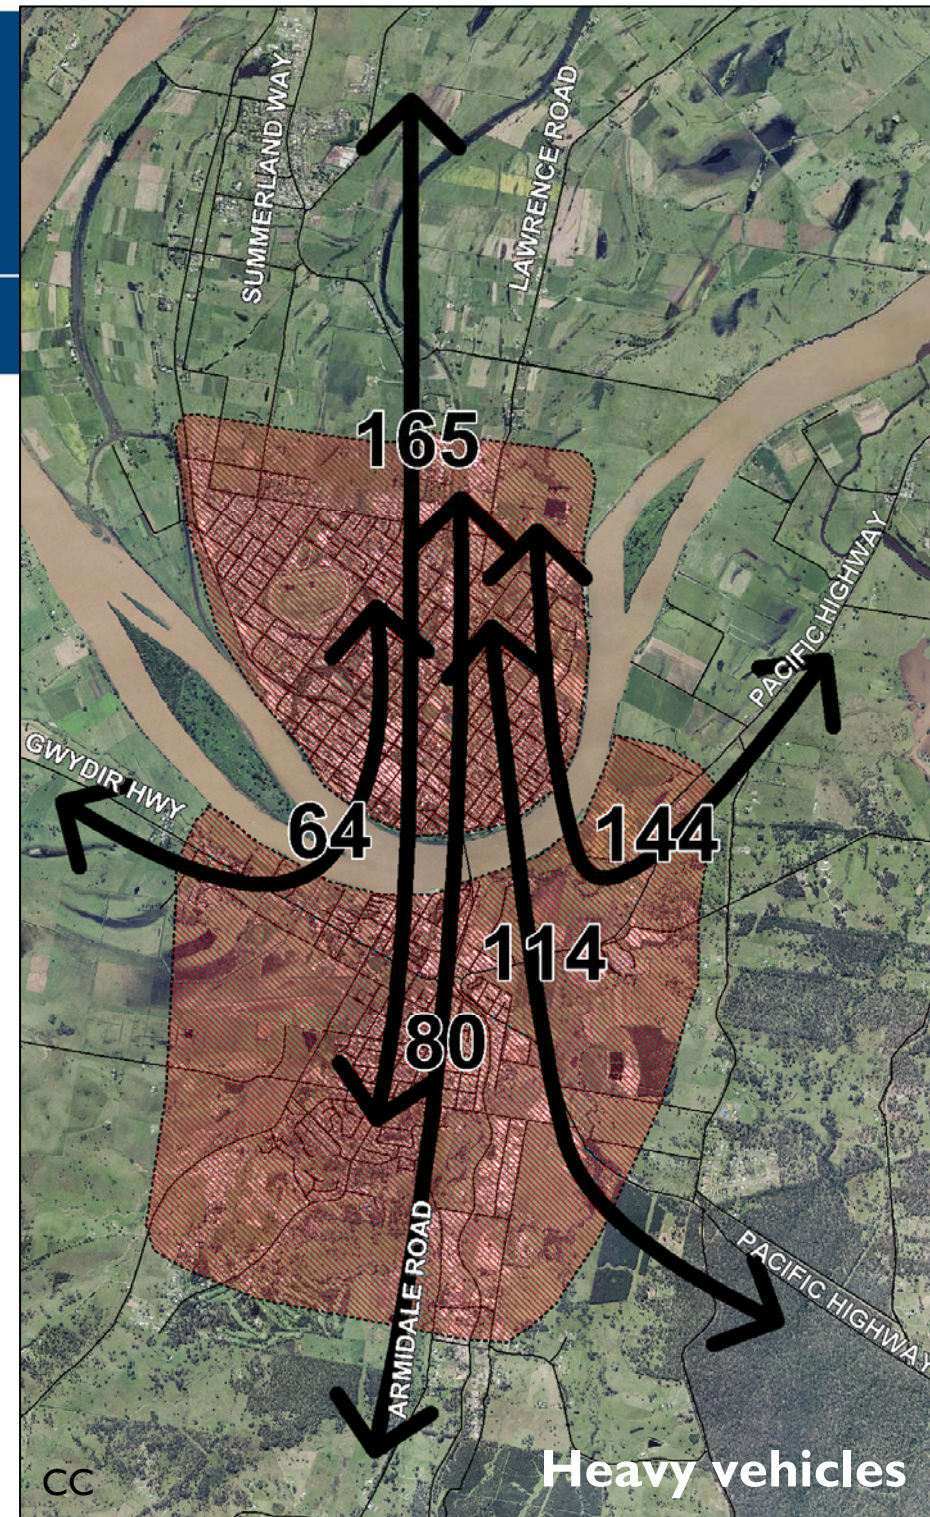 SUMMERLAND WAY
LAWRENCE ROAD
165
PACIFIC HIGHWAY
GWYDIR HWY
64
144
114
80
ARMIDALE ROAD
PACIFIC HIGHWAY
CC
Heavy vehicles